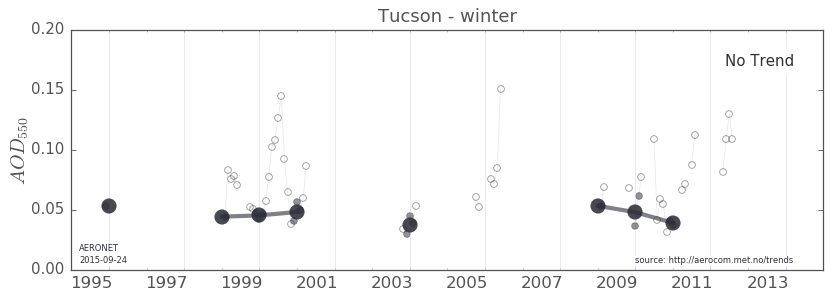 Tucson - winter
0.20
No Trend
0.15
0.10
AOD550
0.05
AERONET
2015-09-24
source: http://aerocom.met.no/trends
0.00
1995 1997 1999 2001 2003 2005 2007 2009 2011 2013